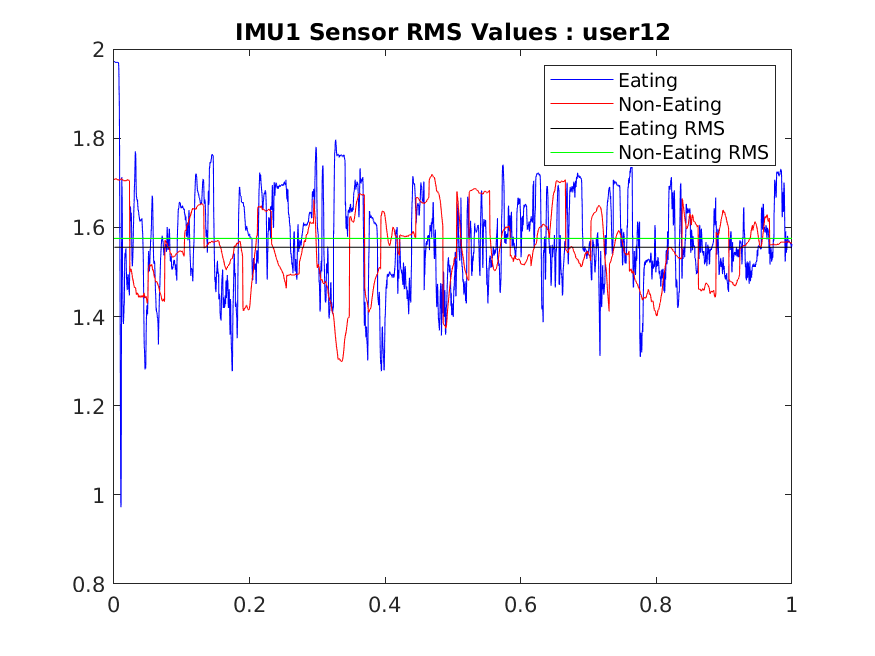 IMU1 Sensor RMS Values : user12
Eating
Non-Eating
Eating RMS
Non-Eating RMS
2
1.8
1.6
1.4
1.2
1
0.8
0 0.2 0.4 0.6 0.8 1